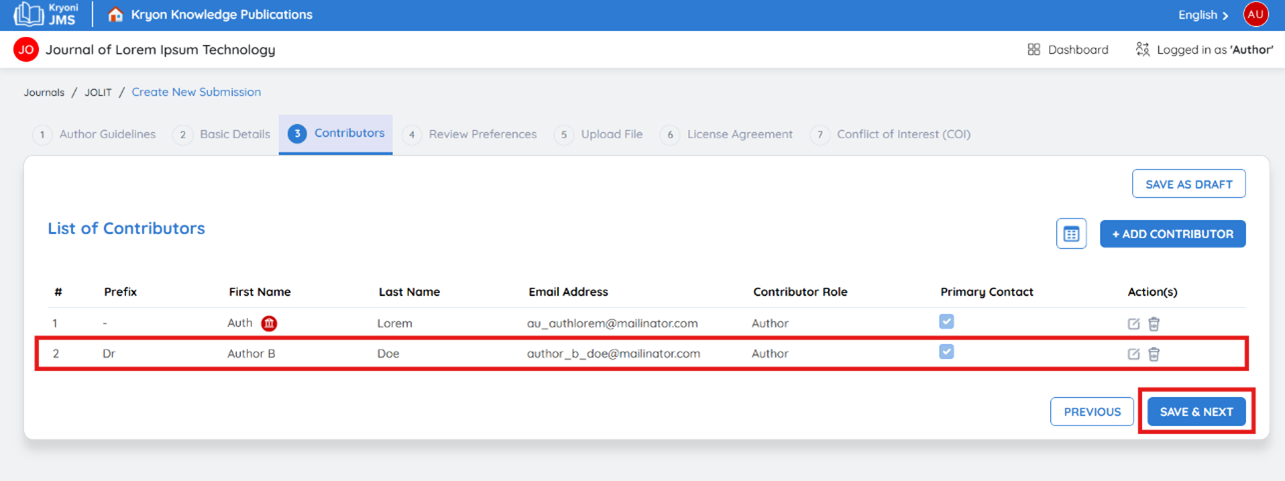 Kryoni
JMS
Kryon Knowledge Publications
English
AU
JO
Journal of Lorem Ipsum Technology
Dashboard
Logged in as 'Author'
Journals / JOLIT / Create New Submission
1 Author Guidelines 2 Basic Details 3 Contributors 4 Review Preferences 5 Upload File 6 License Agreement 7 Conflict of Interest (COI)
SAVE AS DRAFT
List of Contributors
+ ADD CONTRIBUTOR
# Prefix First Name Last Name Email Address Contributor Role Primary Contact Action(s)
1 - Auth Lorem au_authlorem@mailinator.com Author
2 Dr Author B Doe author_b_doe@mailinator.com Author
PREVIOUS SAVE & NEXT